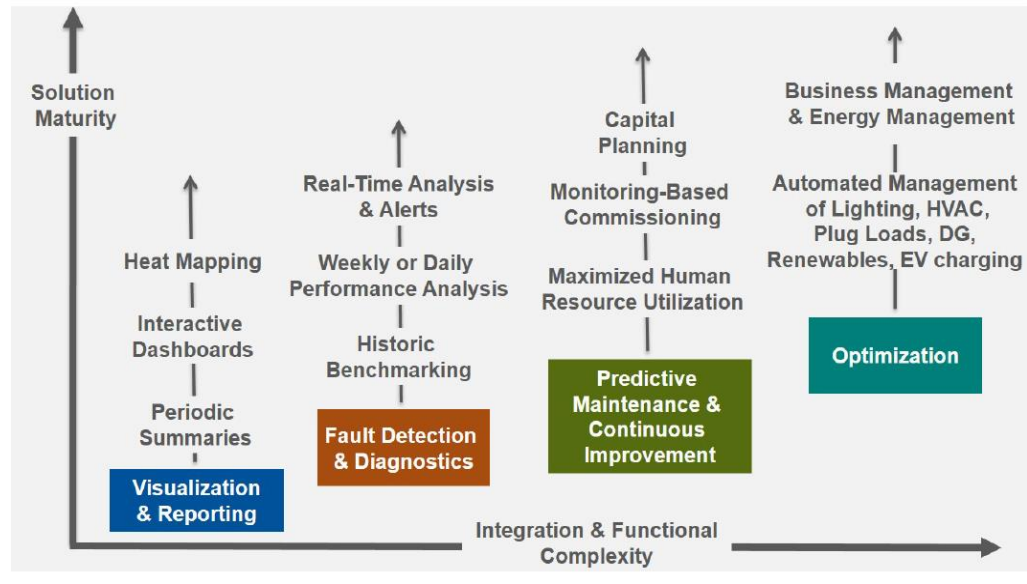 Solution
Maturity
Heat Mapping
Interactive
Dashboards
Periodic
Summaries
Visualization
& Reporting
Real-Time Analysis
& Alerts
Weekly or Daily
Performance Analysis
Historic
Benchmarking
Fault Detection
& Diagnostics
Capital
Planning
Monitoring-Based
Commissioning
Maximized Human
Resource Utilization
Predictive
Maintenance &
Continuous
Improvement
Business Management
& Energy Management
Automated Management
of Lighting, HVAC,
Plug Loads, DG,
Renewables, EV charging
Optimization
Integration & Functional
Complexity